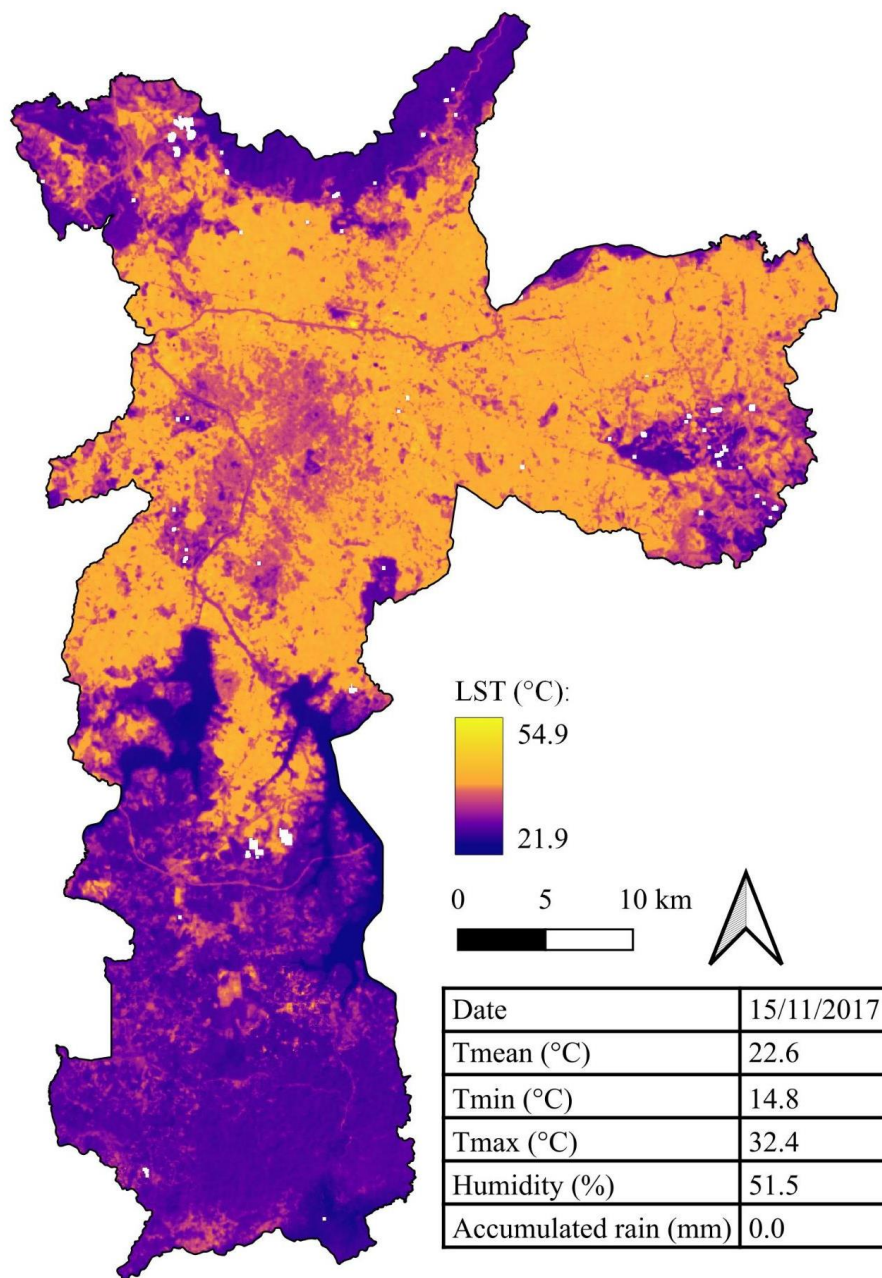 LST (°C):
54.9
21.9
0 5 10 km
Date 15/11/2017
Tmean (°C) 22.6
Tmin (°C) 14.8
Tmax (°C) 32.4
Humidity (%) 51.5
Accumulated rain (mm) 0.0